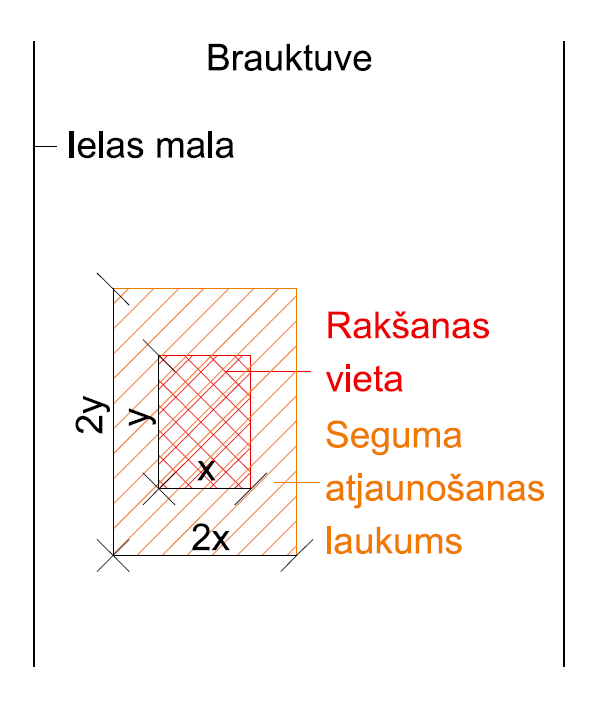 Brauktuve
Ielas mala
Rakšanas
vieta
Seguma
atjaunošanas
laukums
2y
y
x
2x